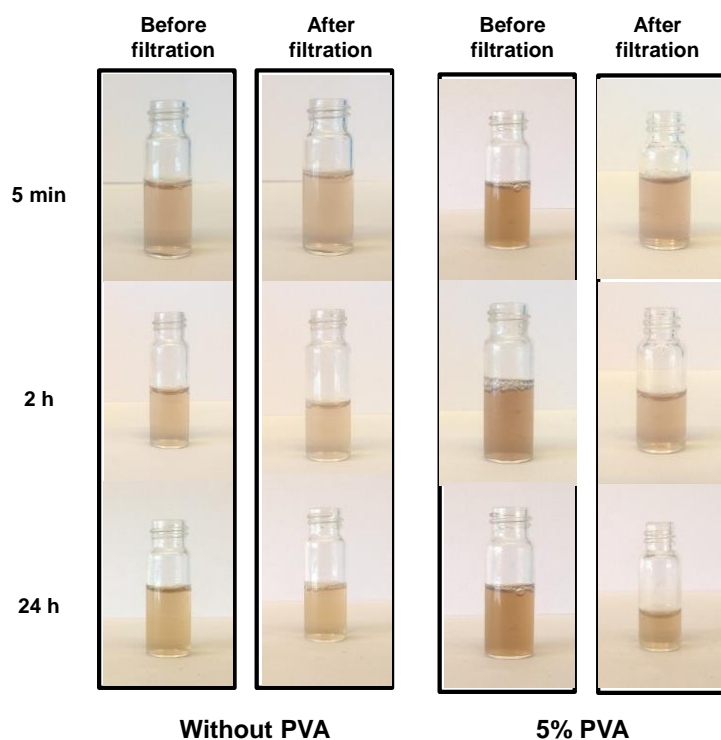 Before filtration
After filtration
Before filtration
After filtration
5 min
2 h
24 h
Without PVA
5% PVA